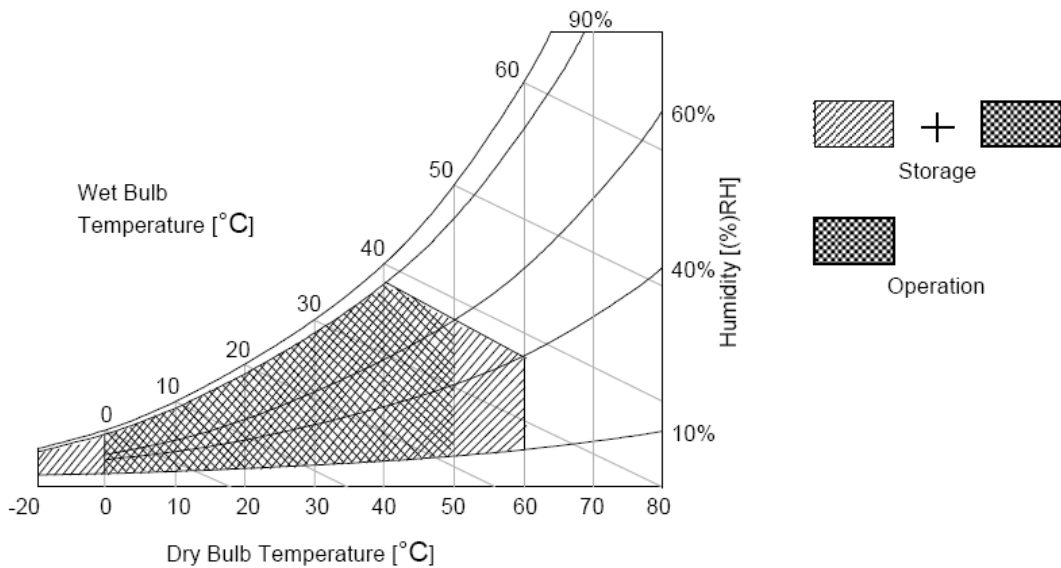 90%
60
60%
50
Wet Bulb
Temperature [°C]
40
40%
30
20
10
0
10%
Humidity [(%)RH]
-20 0 10 20 30 40 50 60 70 80
Dry Bulb Temperature [°C]
+
Storage
Operation